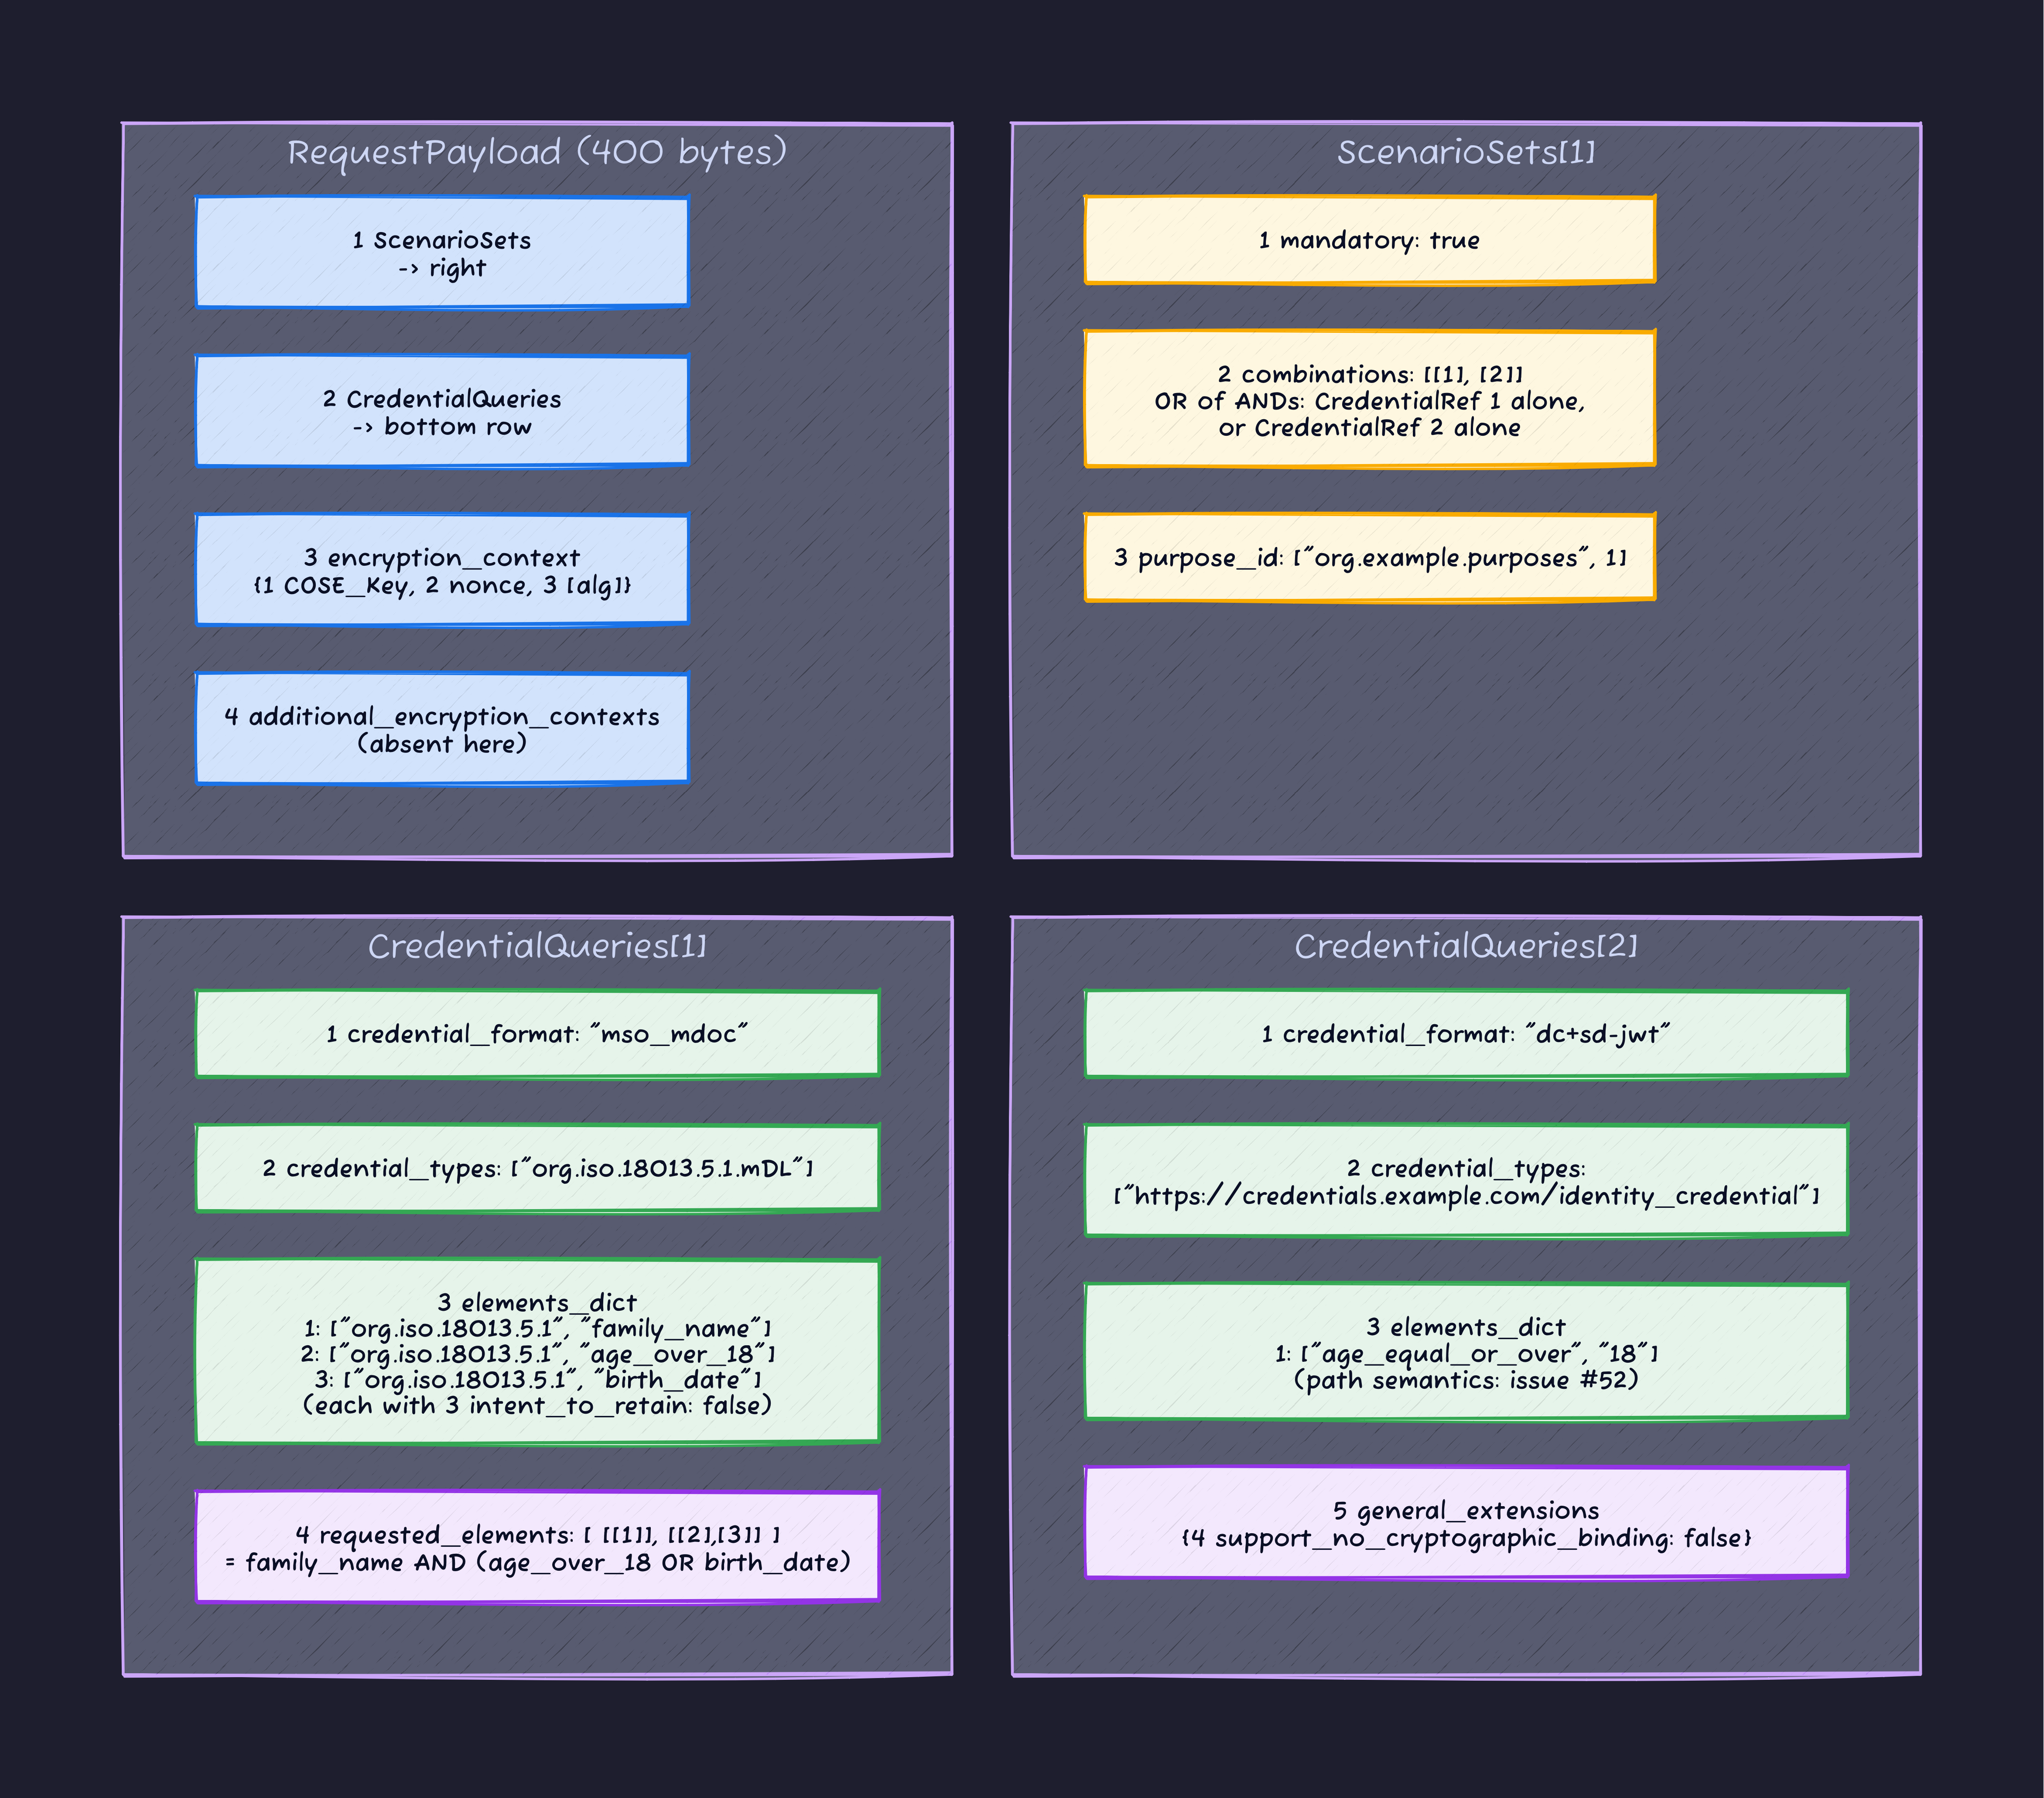 RequestPayload (400 bytes)
1 ScenarioSets
-> right
2 CredentialQueries
-> bottom row
3 encryption_context
{1 COSE_Key, 2 nonce, 3 [alg]}
4 additional_encryption_contexts
(absent here)
ScenarioSets[1]
1 mandatory: true
2 combinations: [[1], [2]]
OR of ANDs: CredentialRef 1 alone,
or CredentialRef 2 alone
3 purpose_id: ["org.example.purposes", 1]
CredentialQueries[1]
1 credential_format: "mso_mdoc"
2 credential_types: ["org.iso.18013.5.1.mDL"]
3 elements_dict
1: ["org.iso.18013.5.1", "family_name"]
2: ["org.iso.18013.5.1", "age_over_18"]
3: ["org.iso.18013.5.1", "birth_date"]
(each with 3 intent_to_retain: false)
4 requested_elements: [ [[1]], [[2],[3]] ]
= family_name AND (age_over_18 OR birth_date)
CredentialQueries[2]
1 credential_format: "dc+sd-jwt"
2 credential_types:
["https://credentials.example.com/identity_credential"]
3 elements_dict
1: ["age_equal_or_over", "18"]
(path semantics: issue #52)
5 general_extensions
{4 support_no_cryptographic_binding: false}